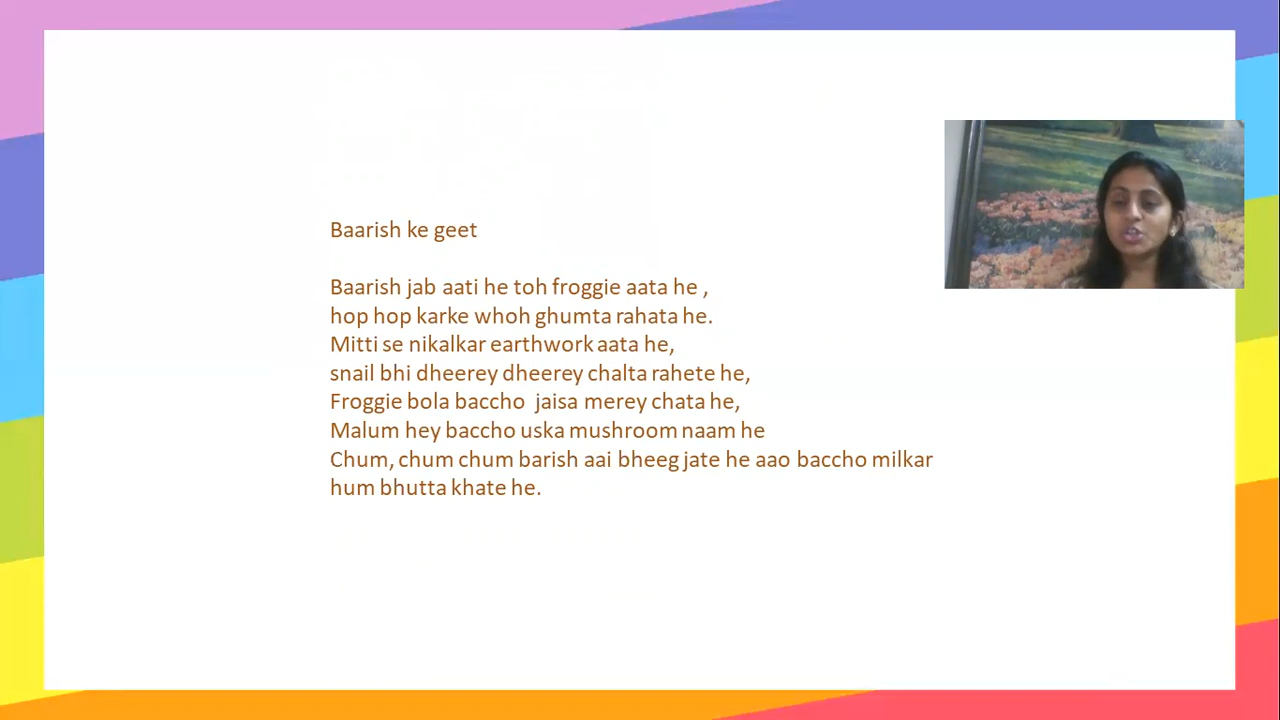 Baarish ke geet
Baarish jab aati he toh froggie aata he ,
hop hop karke whoh ghumta rahata he.
Mitti se nikalkar earthwork aata he,
snail bhi dheerey dheerey chalta rahete he,
Froggie bola baccho jaisa merey chata he,
Malum hey baccho uska mushroom naam he
Chum, chum chum barish aai bheeg jate he aao baccho milkar
hum bhutta khate he.